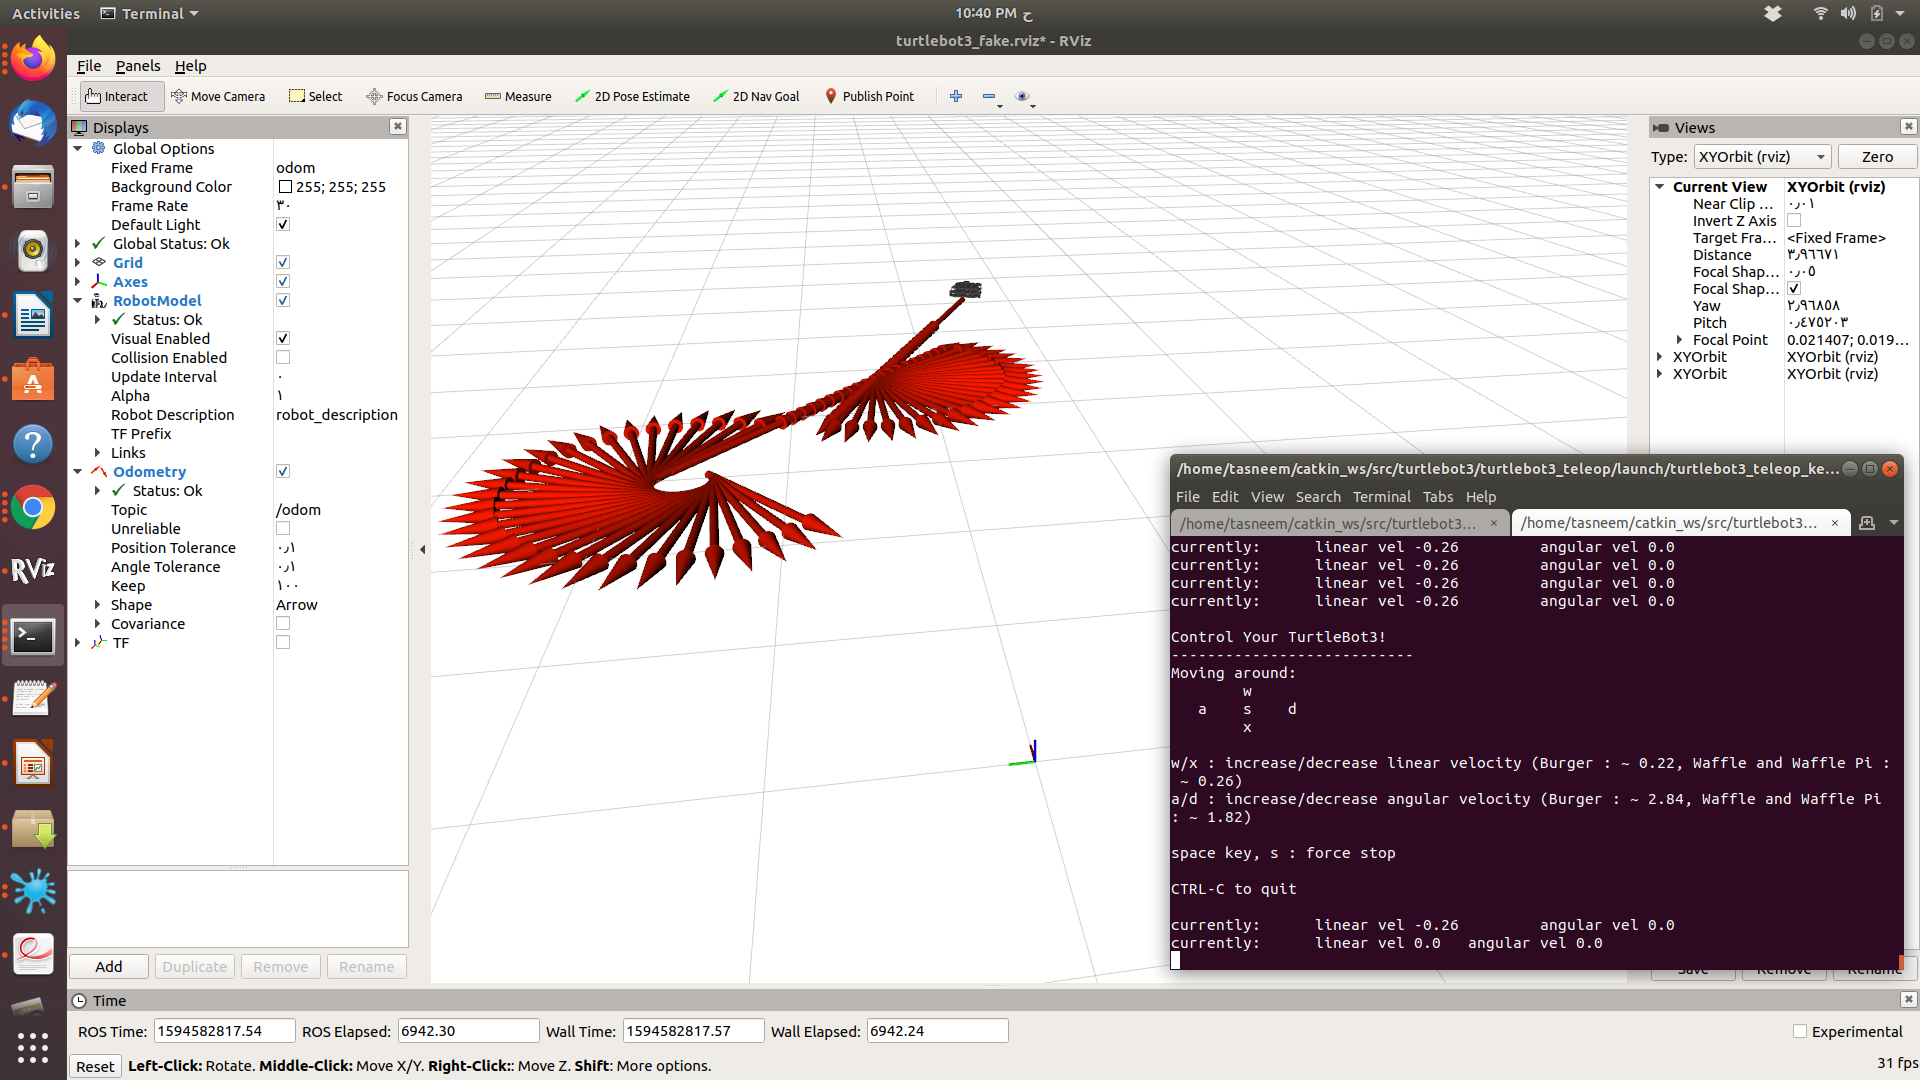 Activities
Terminal
10:40 PM ح
turtlebot3_fake.rviz* - RViz
File Panels Help
Interact Move Camera Select Focus Camera Measure 2D Pose Estimate 2D Nav Goal Publish Point
Displays
Global Options
Fixed Frame odom
Background Color 255; 255; 255
Frame Rate ٣٠
Default Light
Global Status: Ok
Grid
Axes
RobotModel
Status: Ok
Visual Enabled
Collision Enabled
Update Interval ٠
Alpha ١
Robot Description robot_description
TF Prefix
Links
Odometry
Status: Ok
Topic /odom
Unreliable
Position Tolerance ٠٫١
Angle Tolerance ٠٫١
Keep ١٠٠
Shape Arrow
Covariance
TF
Add Duplicate Remove Rename
RViz
Views
Type: XYOrbit (rviz) Zero
Current View XYOrbit (rviz)
Near Clip ... ٠٫٠١
Invert Z Axis
Target Fra... <Fixed Frame>
Distance ٣٫٩٦٦٧١
Focal Shap... ٠٫٠٥
Focal Shap...
Yaw ٢٫٩٦٨٥٨
Pitch ٠٫٤٧٥٢٠٣
Focal Point 0.021407; 0.019...
XYOrbit XYOrbit (rviz)
XYOrbit XYOrbit (rviz)
Save Remove Rename
/home/tasneem/catkin_ws/src/turtlebot3/turtlebot3_teleop/launch/turtlebot3_teleop_ke...
File Edit View Search Terminal Tabs Help
/home/tasneem/catkin_ws/src/turtlebot3... × /home/tasneem/catkin_ws/src/turtlebot3... ×
currently: linear vel -0.26 angular vel 0.0
currently: linear vel -0.26 angular vel 0.0
currently: linear vel -0.26 angular vel 0.0
currently: linear vel -0.26 angular vel 0.0
Control Your TurtleBot3!
---------------------------
Moving around:
w
a s d
x
w/x : increase/decrease linear velocity (Burger : ~ 0.22, Waffle and Waffle Pi :
~ 0.26)
a/d : increase/decrease angular velocity (Burger : ~ 2.84, Waffle and Waffle Pi
: ~ 1.82)
space key, s : force stop
CTRL-C to quit
currently: linear vel -0.26 angular vel 0.0
currently: linear vel 0.0 angular vel 0.0
Time
ROS Time: 1594582817.54 ROS Elapsed: 6942.30 Wall Time: 1594582817.57 Wall Elapsed: 6942.24 Experimental
Reset Left-Click: Rotate. Middle-Click: Move X/Y. Right-Click:: Move Z. Shift: More options. 31 fps